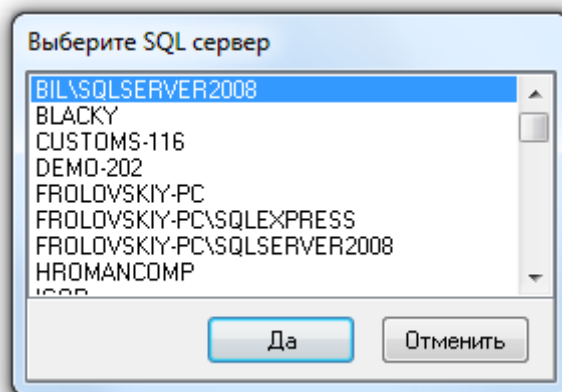 Выберите SQL сервер
BIL\SQLSERVER2008
BLACKY
CUSTOMS-116
DEMO-202
FROLOVSKIY-PC
FROLOVSKIY-PC\SQLEXPRESS
FROLOVSKIY-PC\SQLSERVER2008
HROMANCOMP
Да
Отменить